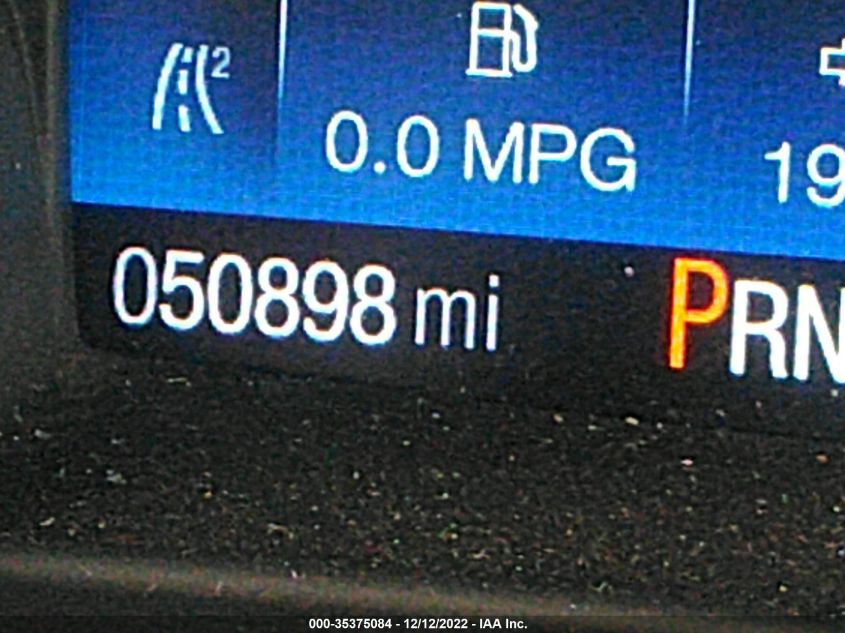 2
0.0 MPG
19
050898 mi
PRN
000-35375084 - 12/12/2022 - IAA Inc.